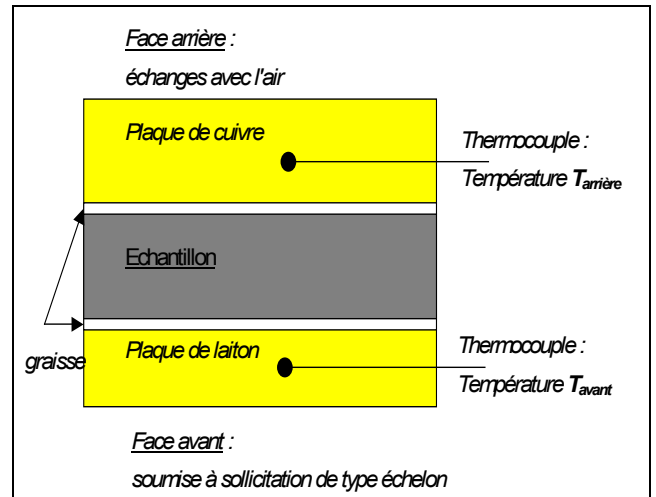 Face arrière :
échanges avec l'air
Plaque de cuivre
Thermocouple :
Température Tarrière
Echantillon
graisse
Plaque de laiton
Thermocouple :
Température Tavant
Face avant :
soumise à sollicitation de type échelon